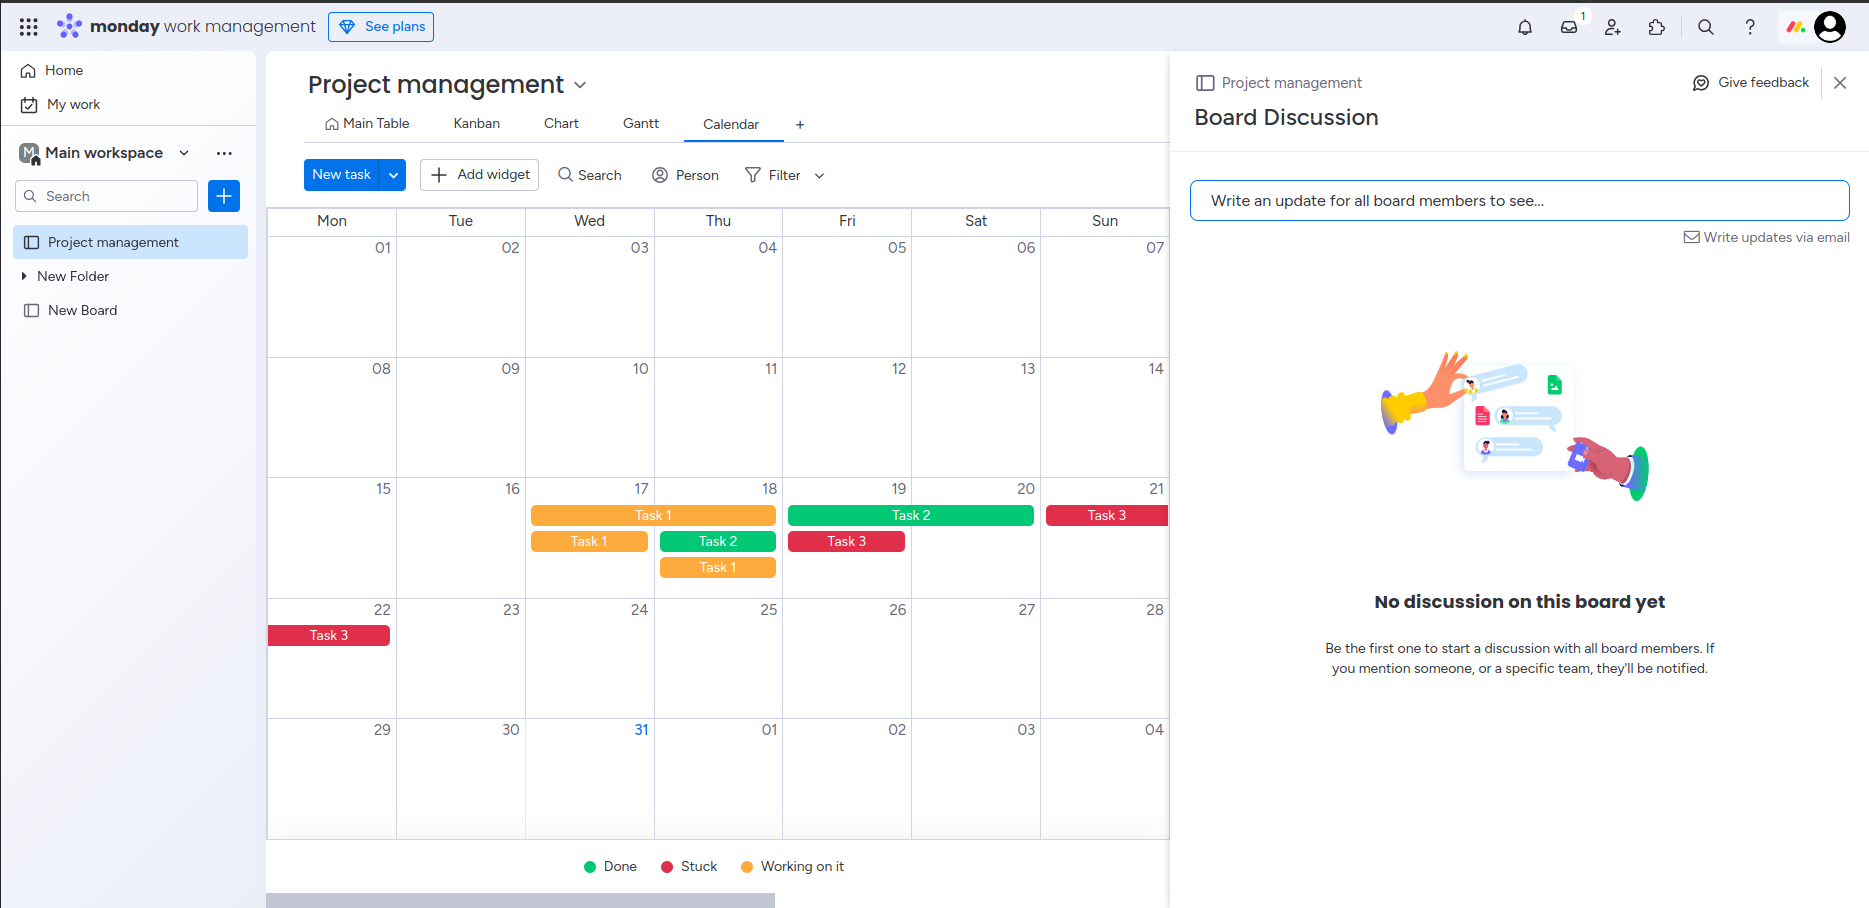 monday work management
See plans
1
Home
My work
M Main workspace
Search
Project management
New Folder
New Board
Project management
Main Table Kanban Chart Gantt Calendar +
New task Add widget Search Person Filter
Mon Tue Wed Thu Fri Sat Sun
01 02 03 04 05 06 07
08 09 10 11 12 13 14
15 16 17 18 19 20 21
Task 1 Task 2 Task 3
Task 1 Task 2 Task 3
Task 1
22 23 24 25 26 27 28
Task 3
29 30 31 01 02 03 04
Done Stuck Working on it
Project management
Give feedback
Board Discussion
Write an update for all board members to see...
Write updates via email
No discussion on this board yet
Be the first one to start a discussion with all board members. If
you mention someone, or a specific team, they'll be notified.